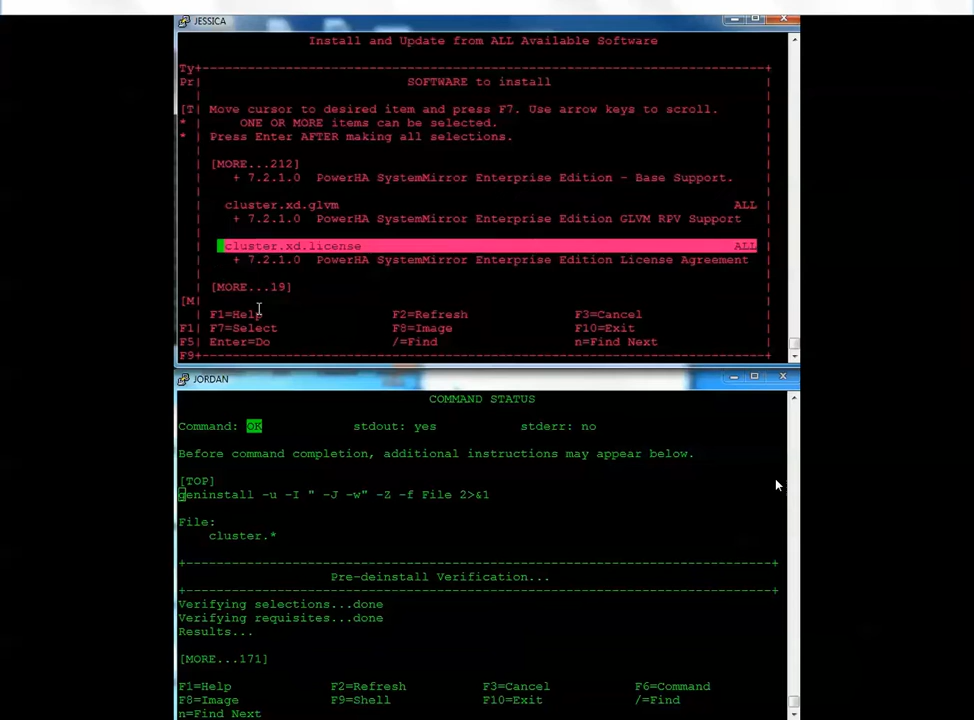 JESSICA
Install and Update from ALL Available Software
Ty+
Pr| SOFTWARE to install
[T| Move cursor to desired item and press F7. Use arrow keys to scroll.
* | ONE OR MORE items can be selected.
* | Press Enter AFTER making all selections.
[MORE...212]
+ 7.2.1.0 PowerHA SystemMirror Enterprise Edition - Base Support.
cluster.xd.glvm ALL
+ 7.2.1.0 PowerHA SystemMirror Enterprise Edition GLVM RPV Support
cluster.xd.license ALL
+ 7.2.1.0 PowerHA SystemMirror Enterprise Edition License Agreement
[MORE...19]
[M|
F1=Help F2=Refresh F3=Cancel
F1| F7=Select F8=Image F10=Exit
F5| Enter=Do /=Find n=Find Next
F9+
JORDAN
COMMAND STATUS
Command: OK stdout: yes stderr: no
Before command completion, additional instructions may appear below.
[TOP]
geninstall -u -I " -J -w" -Z -f File 2>&1
File:
cluster.*
Pre-deinstall Verification...
Verifying selections...done
Verifying requisites...done
Results...
[MORE...171]
F1=Help F2=Refresh F3=Cancel F6=Command
F8=Image F9=Shell F10=Exit /=Find
n=Find Next